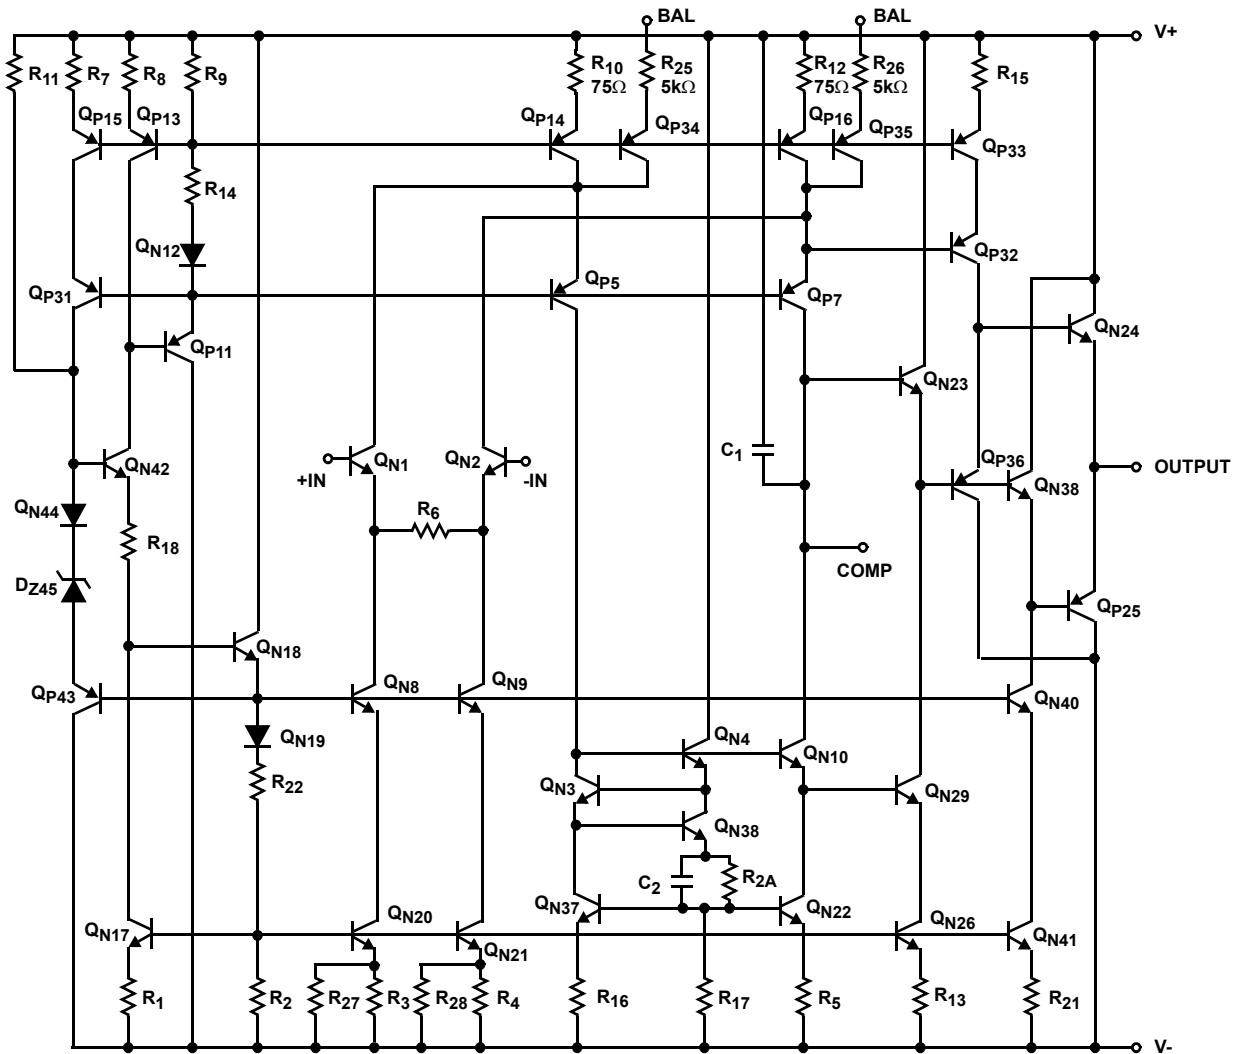 BAL
BAL
V+
R11
R7
R8
R9
R10
75Ω
R25
5kΩ
R12
75Ω
R26
5kΩ
R15
QP15
QP13
QP14
QP34
QP16
QP35
QP33
R14
QN12
QP32
QP31
QP5
QP7
QN24
QP11
QN23
C1
QN42
QN1
QN2
+IN
-IN
QP36
QN38
OUTPUT
QN44
R6
R18
DZ45
COMP
QP25
QN18
QP43
QN8
QN9
QN40
QN19
QN4
QN10
R22
QN3
QN29
QN38
C2
R2A
QN37
QN22
QN17
QN20
QN21
QN26
QN41
R1
R2
R27
R3
R28
R4
R16
R17
R5
R13
R21
V-